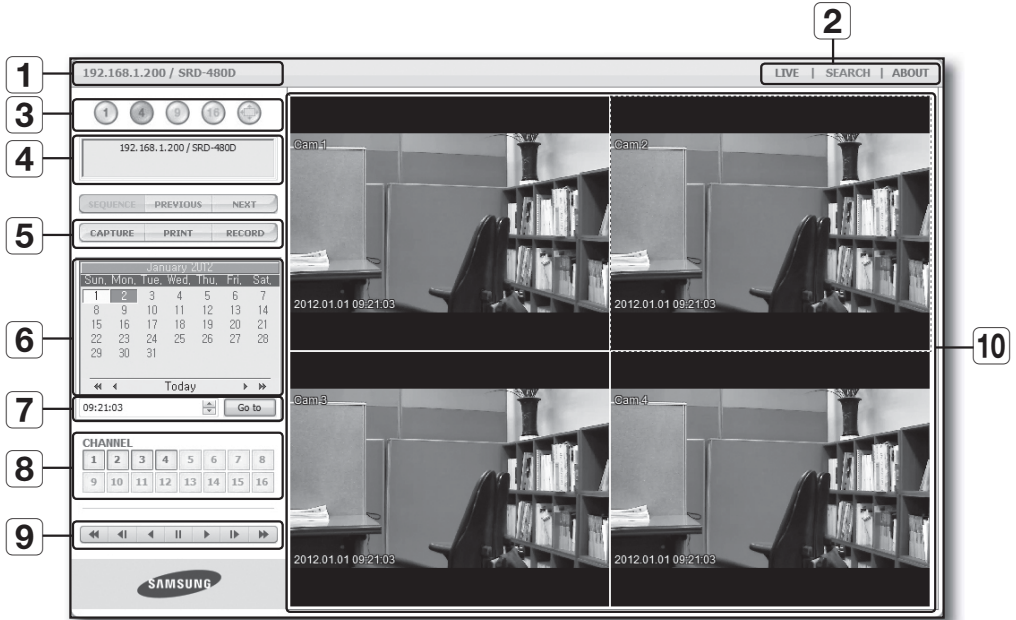 2
1
192.168.1.200 / SRD-480D
LIVE | SEARCH | ABOUT
3
1 4 9 16
4
192.168.1.200 / SRD-480D
SEQUENCE PREVIOUS NEXT
5
CAPTURE PRINT RECORD
6
January 2012
Sun, Mon, Tue, Wed, Thu, Fri, Sat,
1 2 3 4 5 6 7
8 9 10 11 12 13 14
15 16 17 18 19 20 21
22 23 24 25 26 27 28
29 30 31
Today
7
09:21:03 Go to
8
CHANNEL
1 2 3 4 5 6 7 8
9 10 11 12 13 14 15 16
9
SAMSUNG
Cam 1
2012.01.01 09:21:03
Cam 2
2012.01.01 09:21:03
Cam 3
2012.01.01 09:21:03
Cam 4
2012.01.01 09:21:03
10